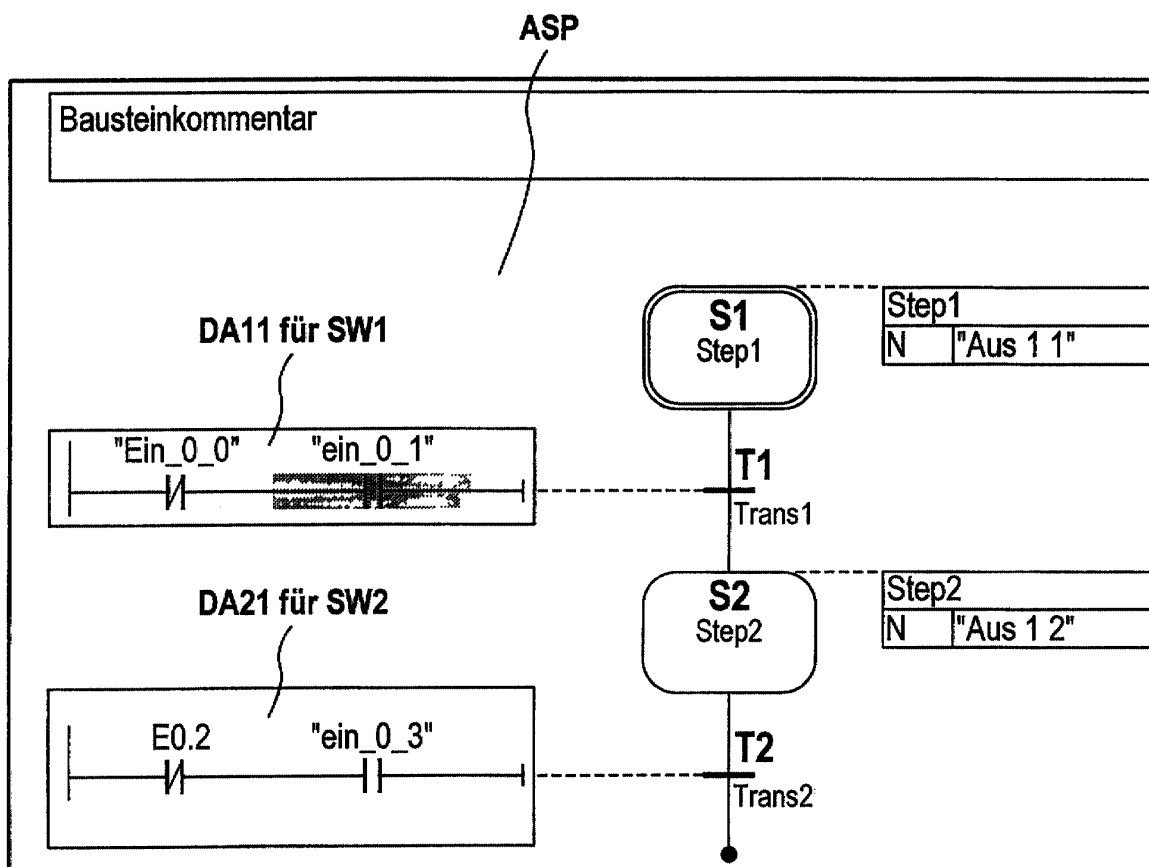 ASP
Bausteinkommentar
S1
Step1
Step1
N "Aus 1 1"
DA11 für SW1
"Ein_0_0" "ein_0_1"
T1
Trans1
S2
Step2
Step2
N "Aus 1 2"
DA21 für SW2
E0.2 "ein_0_3"
T2
Trans2